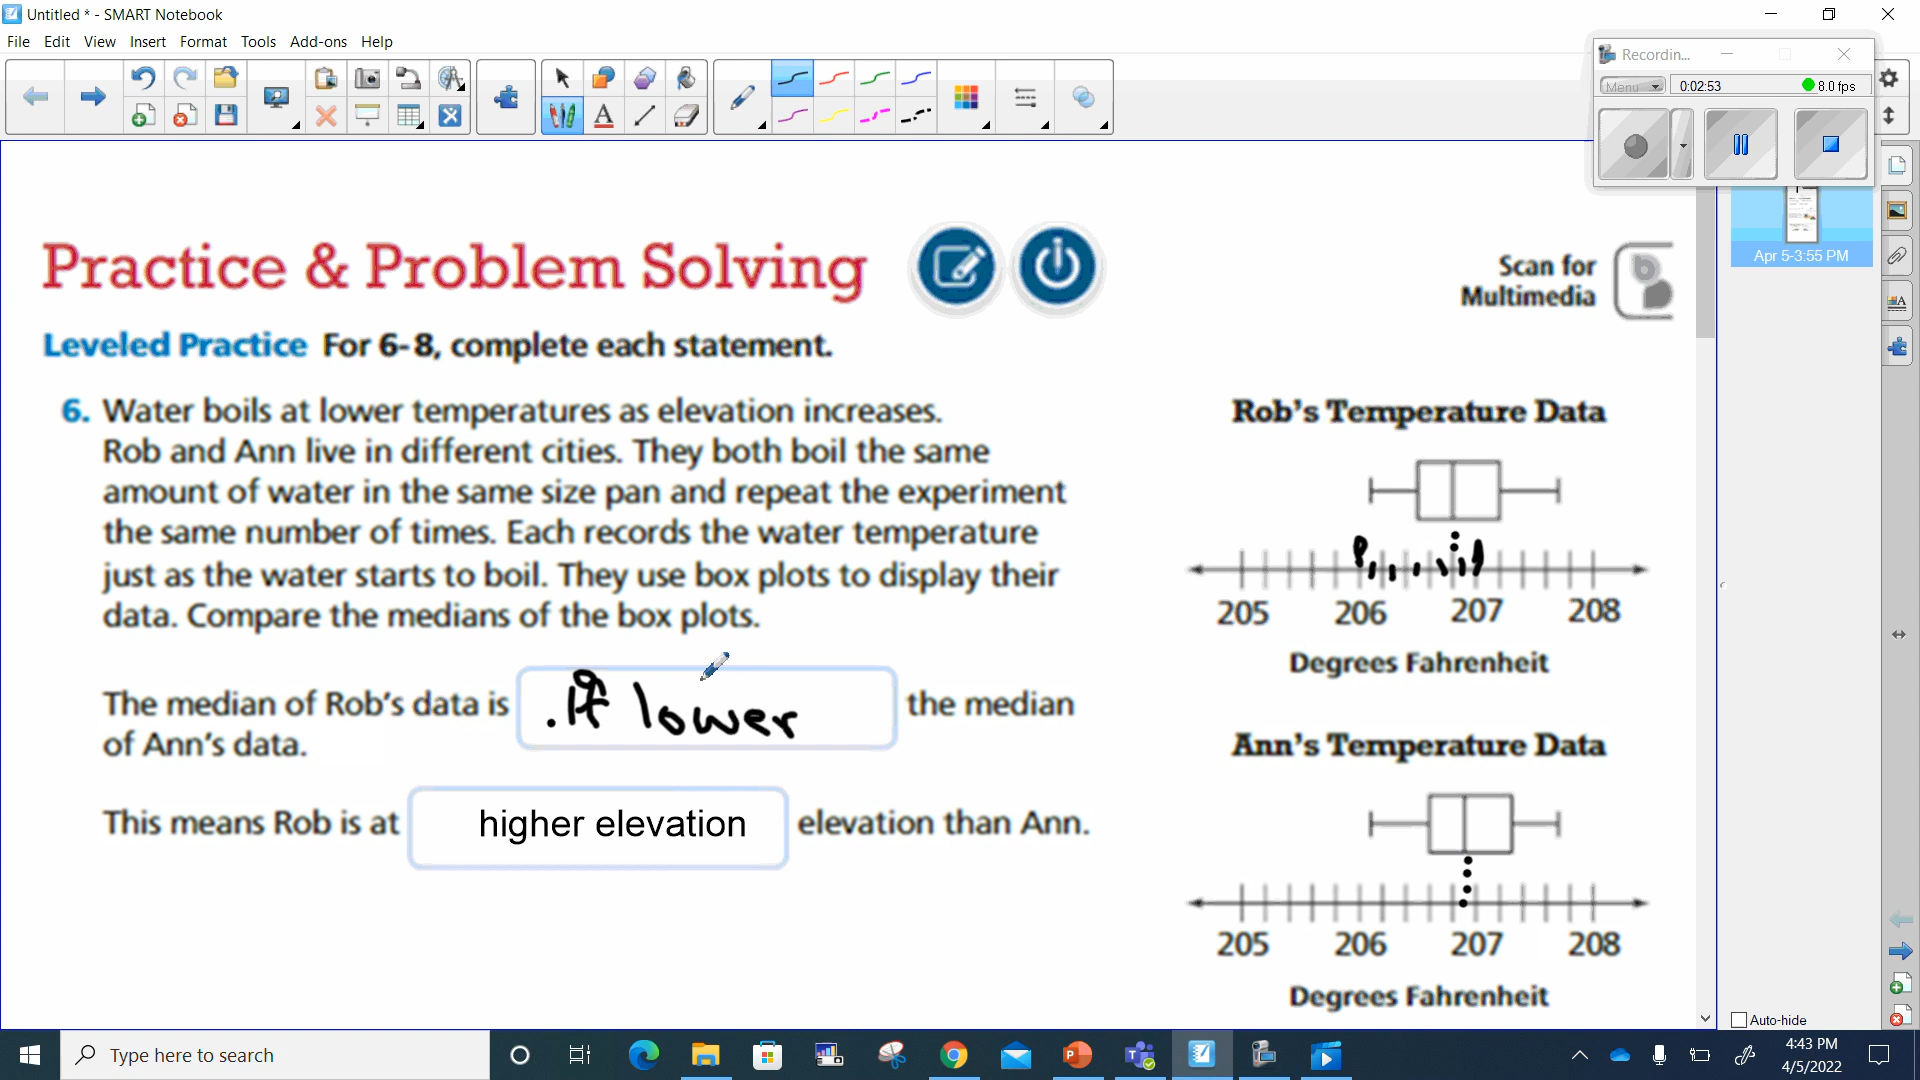 Untitled * - SMART Notebook
File Edit View Insert Format Tools Add-ons Help
Recordin...
Menu 0:02:53 8.0 fps
Apr 5-3:55 PM
Practice & Problem Solving
Scan for
Multimedia
Leveled Practice For 6-8, complete each statement.
6. Water boils at lower temperatures as elevation increases.
Rob and Ann live in different cities. They both boil the same
amount of water in the same size pan and repeat the experiment
the same number of times. Each records the water temperature
just as the water starts to boil. They use box plots to display their
data. Compare the medians of the box plots.
The median of Rob's data is lower the median
of Ann's data.
This means Rob is at higher elevation elevation than Ann.
Rob's Temperature Data
205 206 207 208
Degrees Fahrenheit
Ann's Temperature Data
205 206 207 208
Degrees Fahrenheit
Auto-hide
Type here to search
4:43 PM
4/5/2022